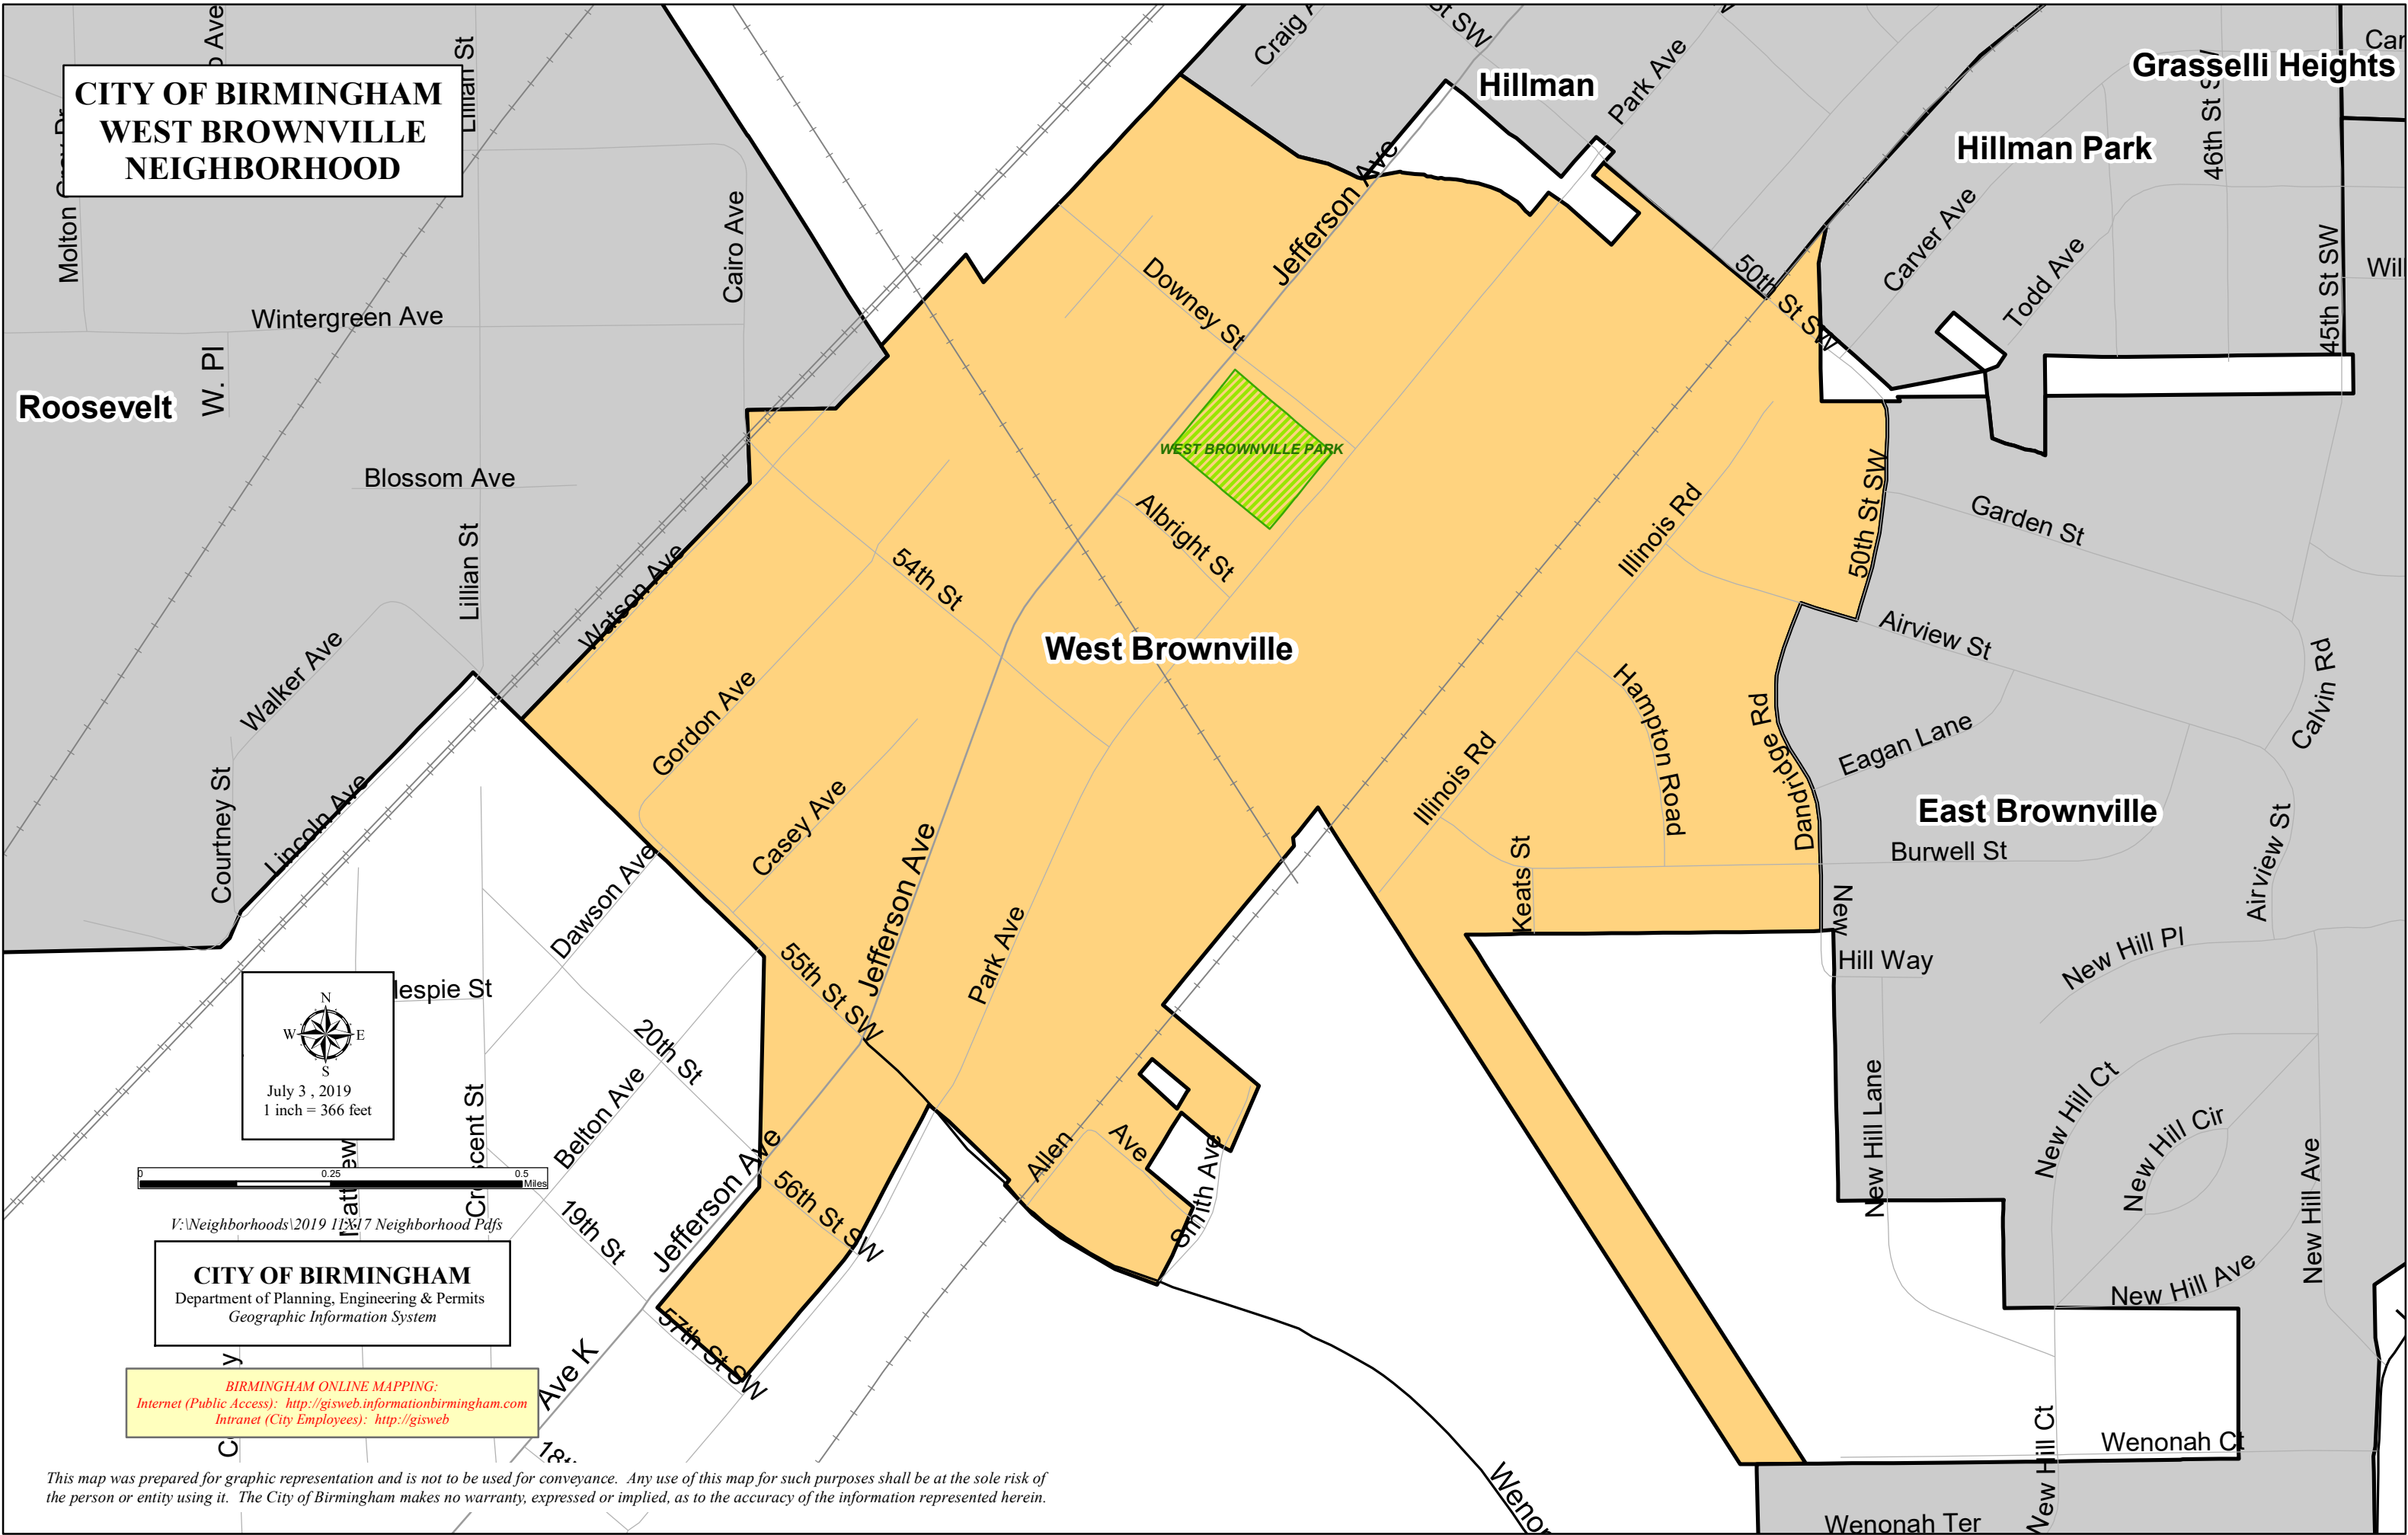 CITY OF BIRMINGHAM
WEST BROWNVILLE
NEIGHBORHOOD
Craig
St SW
Park Ave
Hillman
Grasselli Heights
Hillman Park
46th St
Carver Ave
Todd Ave
45th St SW
Molton
Ave
Lillian St
Cairo Ave
Wintergreen Ave
W. Pl
Roosevelt
Blossom Ave
Lillian St
Walker Ave
Watson Ave
Courtney St
Lincoln Ave
Jefferson Ave
Downey St
50th St SW
WEST BROWNVILLE PARK
Albright St
54th St
Illinois Rd
50th St SW
Garden St
Airview St
Calvin Rd
West Brownville
Gordon Ave
Casey Ave
Hampton Road
Dandridge Rd
Eagan Lane
East Brownville
Illinois Rd
Keats St
Burwell St
Airview St
Jefferson Ave
Park Ave
Dawson Ave
55th St SW
New
Hill Way
New Hill Pl
lespie St
20th St
Belton Ave
Allen
Ave
Smith Ave
New Hill Lane
New Hill Ct
New Hill Cir
New Hill Ave
New Hill Ave
N
W
E
S
July 3 , 2019
1 inch = 366 feet
Crescent St
0
0.25
0.5
Miles
V:\Neighborhoods\2019 11X17 Neighborhood Pdfs
19th St
Jefferson Ave
56th St SW
57th St SW
CITY OF BIRMINGHAM
Department of Planning, Engineering & Permits
Geographic Information System
Ave K
BIRMINGHAM ONLINE MAPPING:
Internet (Public Access):  http://gisweb.informationbirmingham.com
Intranet (City Employees):  http://gisweb
Wenonah Ct
New Hill Ct
Wenonah Ter
This map was prepared for graphic representation and is not to be used for conveyance.  Any use of this map for such purposes shall be at the sole risk of
the person or entity using it.  The City of Birmingham makes no warranty, expressed or implied, as to the accuracy of the information represented herein.